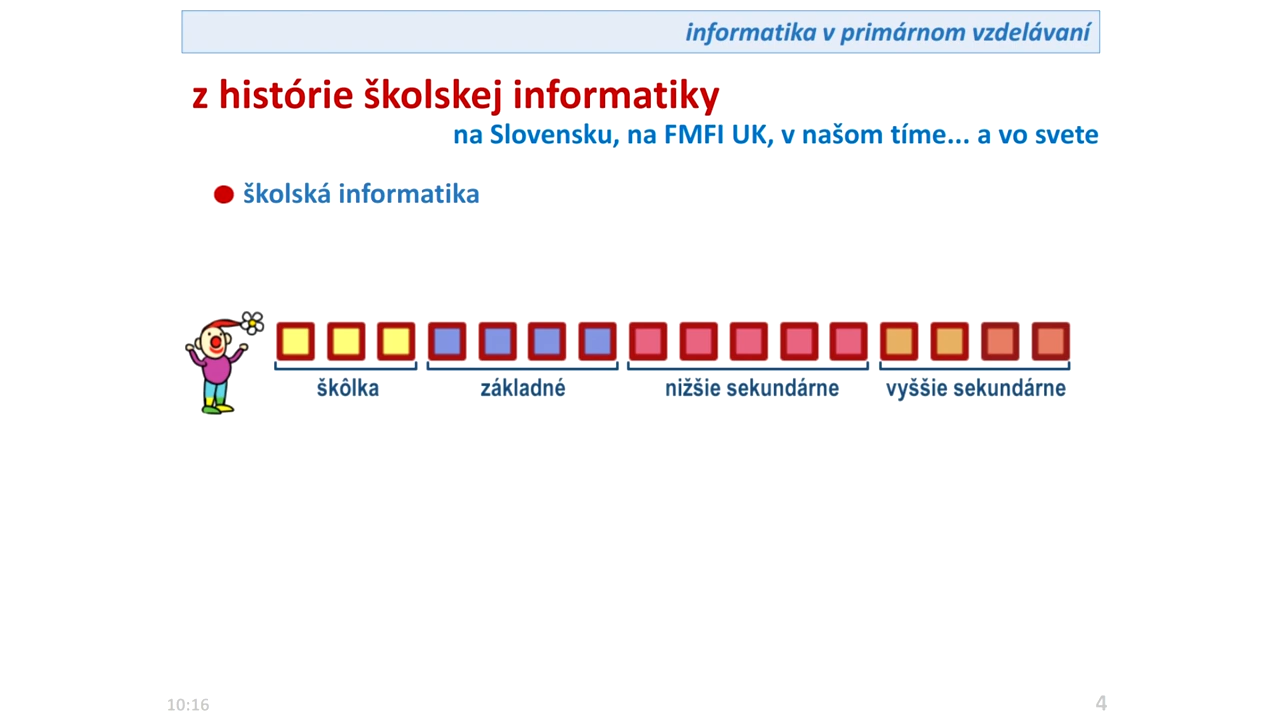 informatika v primárnom vzdelávaní
z histórie školskej informatiky
na Slovensku, na FMFI UK, v našom tíme... a vo svete
školská informatika
škôlka základné nižšie sekundárne vyššie sekundárne
10:16 4